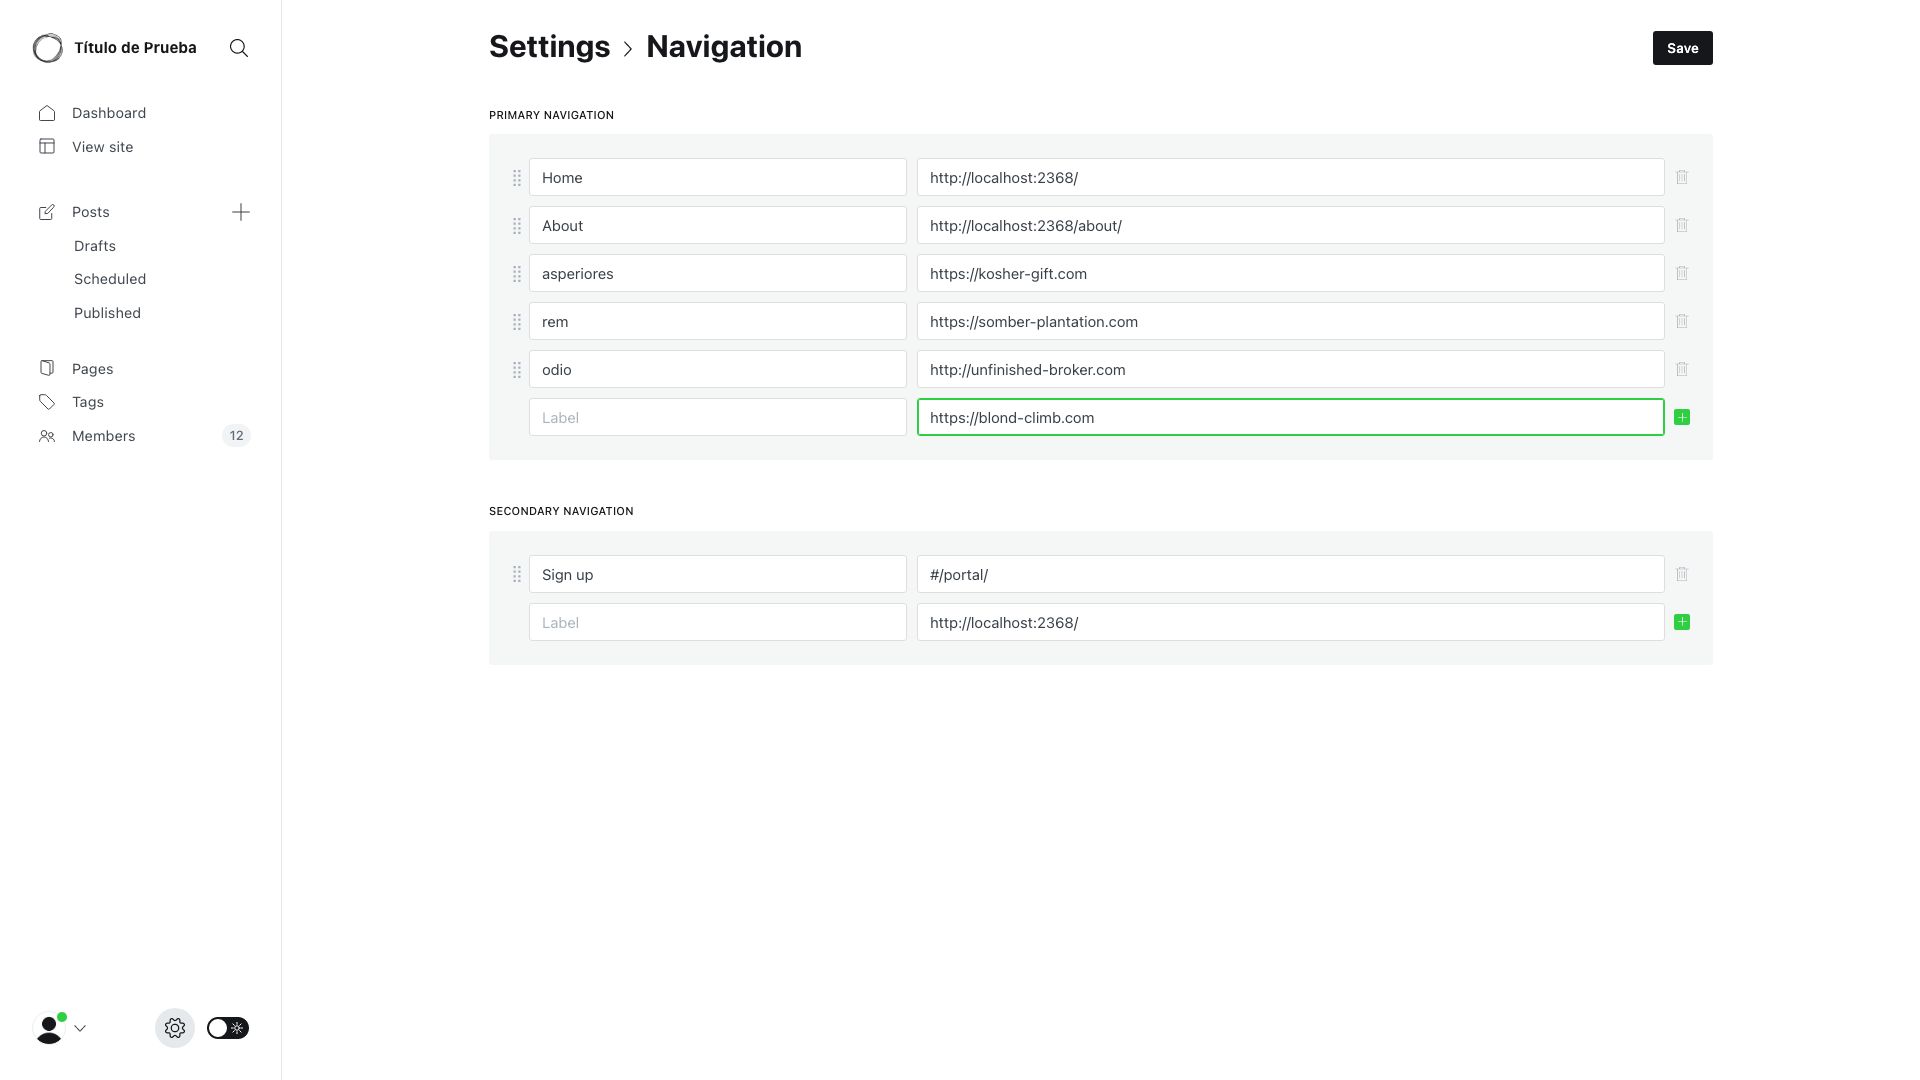 Título de Prueba
Dashboard
View site
Posts
Drafts
Scheduled
Published
Pages
Tags
Members 12
Settings Navigation
Save
PRIMARY NAVIGATION
Home http://localhost:2368/
About http://localhost:2368/about/
asperiores https://kosher-gift.com
rem https://somber-plantation.com
odio http://unfinished-broker.com
Label https://blond-climb.com
SECONDARY NAVIGATION
Sign up #/portal/
Label http://localhost:2368/